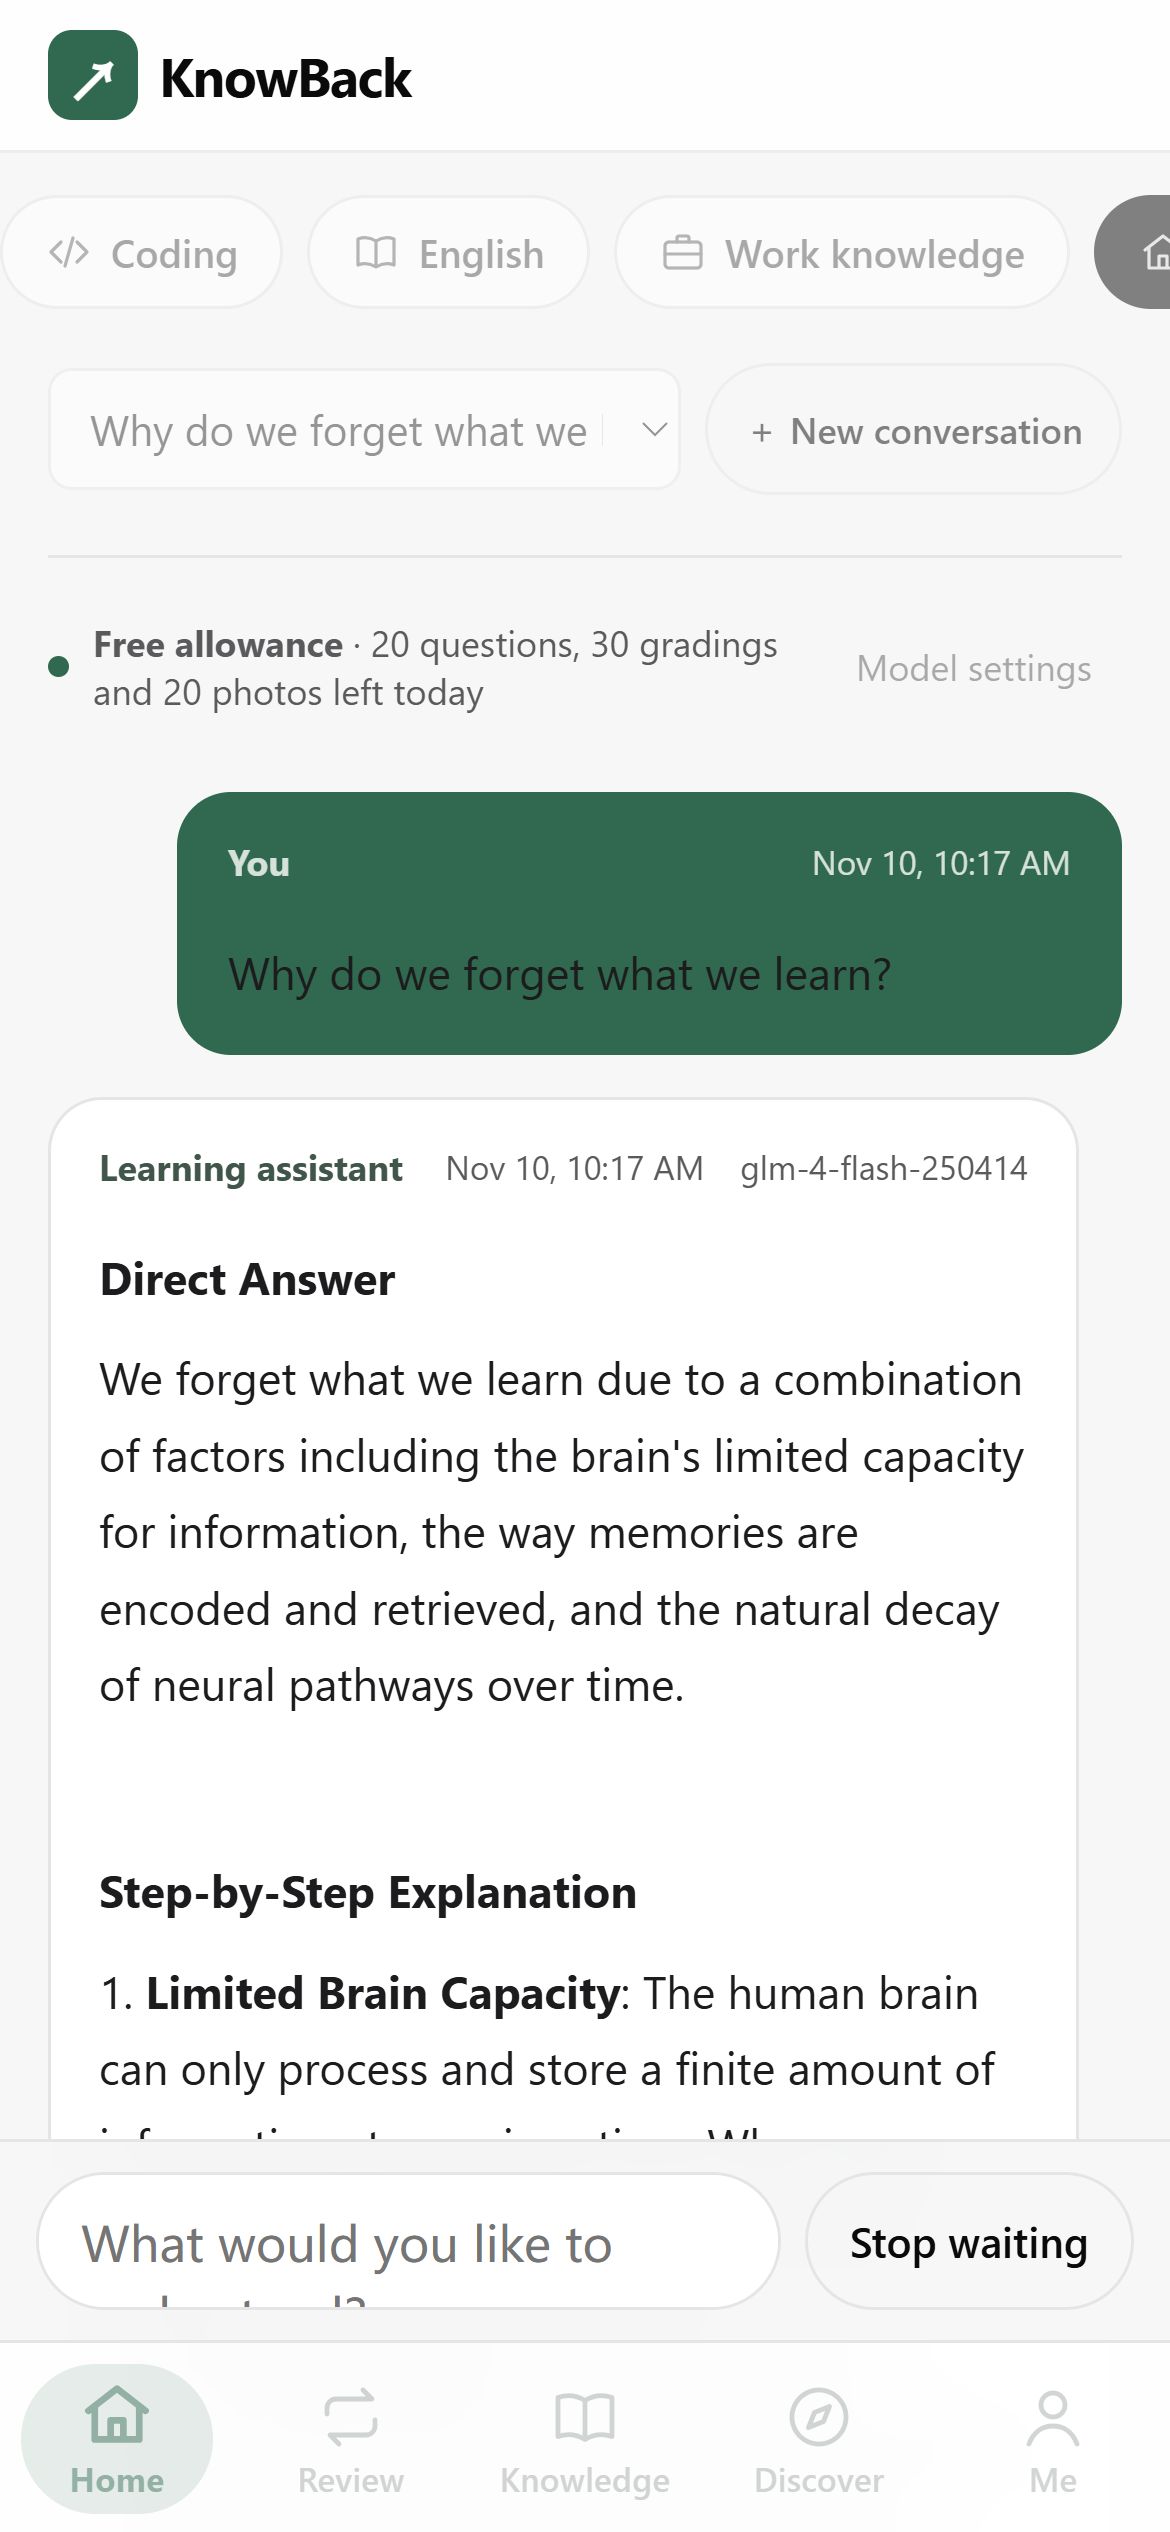 KnowBack
Coding
English
Work knowledge
Why do we forget what we
+ New conversation
Free allowance · 20 questions, 30 gradings
and 20 photos left today
Model settings
You
Nov 10, 10:17 AM
Why do we forget what we learn?
Learning assistant
Nov 10, 10:17 AM
glm-4-flash-250414
Direct Answer
We forget what we learn due to a combination
of factors including the brain's limited capacity
for information, the way memories are
encoded and retrieved, and the natural decay
of neural pathways over time.
Step-by-Step Explanation
1. Limited Brain Capacity: The human brain
can only process and store a finite amount of
What would you like to
Stop waiting
Home
Review
Knowledge
Discover
Me